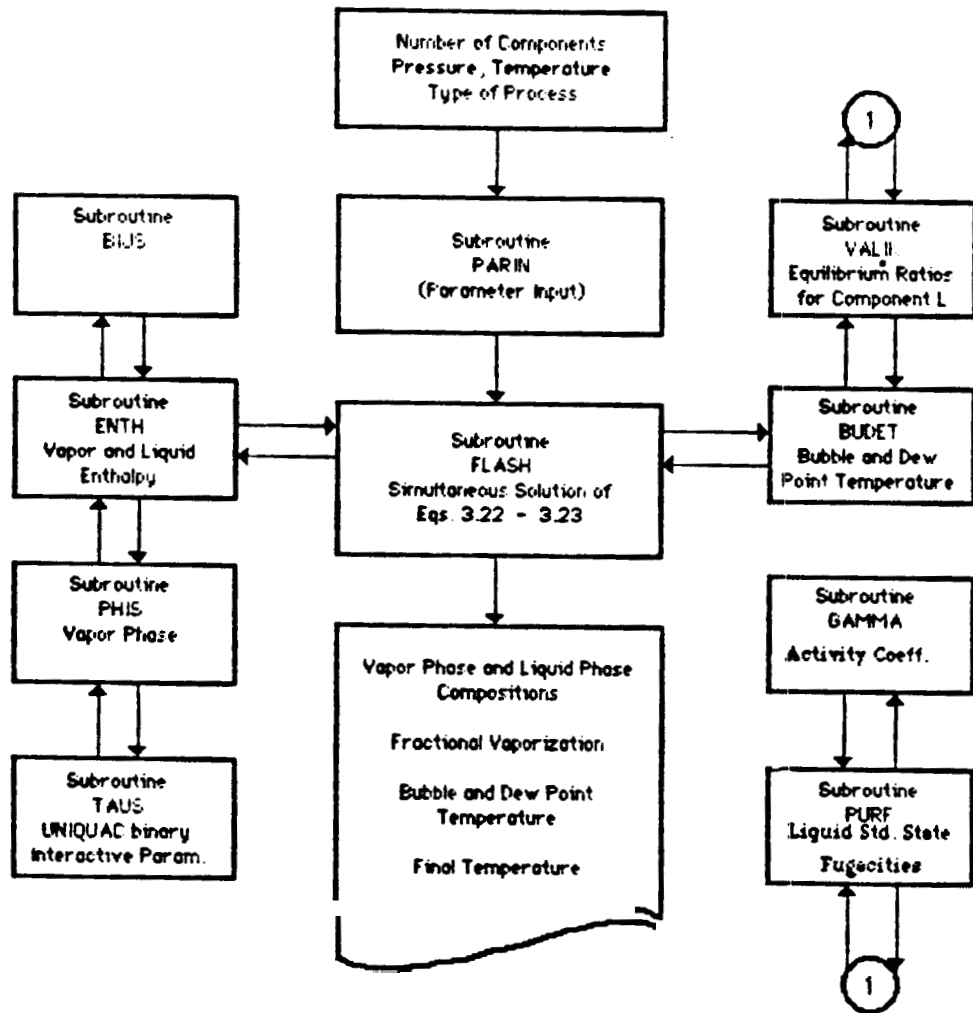 Number of Components
Pressure, Temperature
Type of Process
1
Subroutine
BIJS
Subroutine
PARIN
(Parameter Input)
Subroutine
Equilibrium Ratios
for Component L
Subroutine
ENTH
Vapor and Liquid
Enthalpy
Subroutine
FLASH
Simultaneous Solution of
Eqs. 3.22 - 3.23
Subroutine
BUDET
Bubble and Dew
Point Temperature
Subroutine
PHIS
Vapor Phase
Subroutine
GAMMA
Activity Coeff.
Vapor Phase and Liquid Phase
Compositions
Fractional Vaporization
Bubble and Dew Point
Temperature
Final Temperature
Subroutine
TAUS
UNIQUAC binary
Interactive Param.
Subroutine
PURF
Liquid Std. State
Fugacities
1